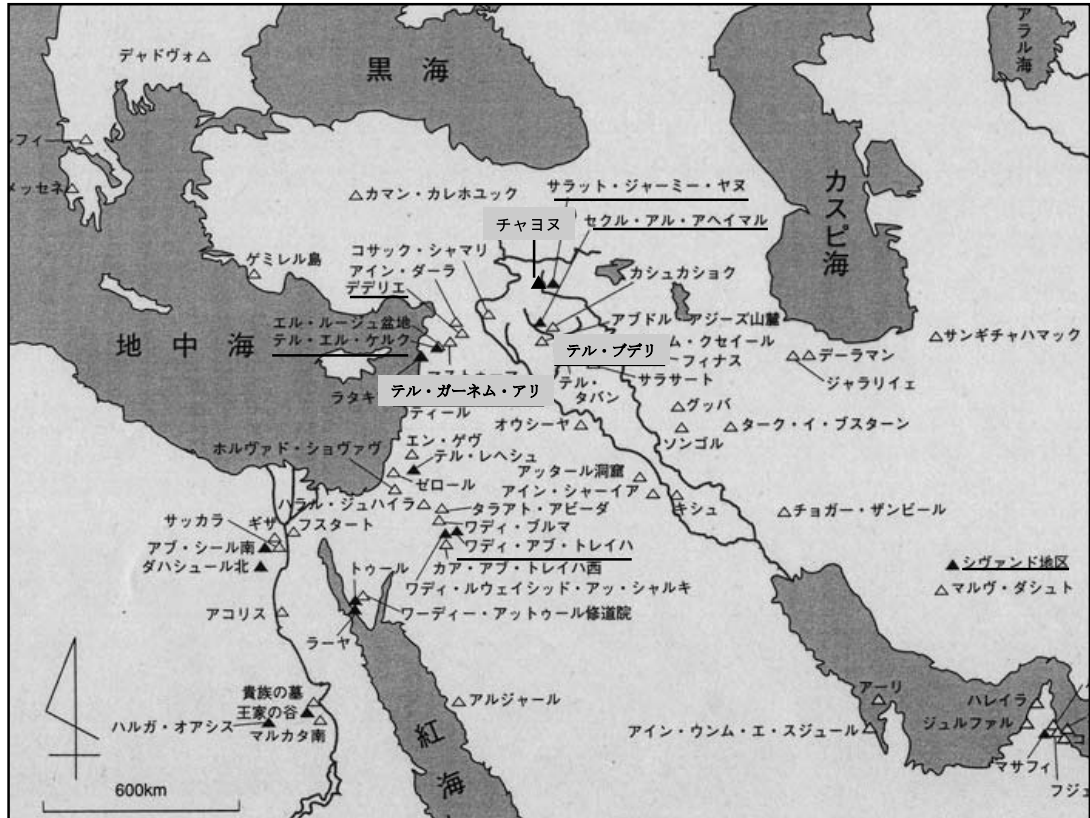 アラル海
デャドヴォ
黒海
カスピ海
メッセネ
カマン・カレホユック
サラット・ジャーミー・ヤヌ
チャヨヌ
セクル・アル・アヘイマル
コサック・シャマリ
ゲミレル島
アイン・ダーラ
カシュカショク
デデリエ
エル・ルージュ盆地
アブドル・アジーズ山麓
地中海
テル・エル・ケルク
ム・クセイール
サンギチャハマック
テル・ブデリ
フィナス
デーラマン
サラサート
ジャラリイェ
テル・ガーネム・アリ
テル・タバン
ラタキ
ティール
グッバ
オウシーヤ
ターク・イ・ブスターン
ソンゴル
ホルヴァド・ショヴァヴ
エン・ゲヴ
テル・レヘシュ
ゼロール
アッタール洞窟
アイン・シャーイア
ハラル・ジュハイラ
タラアト・アビーダ
キシュ
チョガー・ザンビール
サッカラ
ギザ
フスタート
ワディ・ブルマ
アブ・シール南
ワディ・アブ・トレイハ
ダハシュール北
カア・アブ・トレイハ西
シヴァンド地区
トゥール
ワディ・ルウェイシッド・アッ・シャルキ
マルヴ・ダシュト
アコリス
ワーディー・アットゥール修道院
ラーヤ
貴族の墓
アルジャール
アーリ
ハレイラ
王家の谷
ハルガ・オアシス
ジュルファル
マルカタ南
アイン・ウンム・エ・スジュール
紅海
マサフィ
フジェ
600km